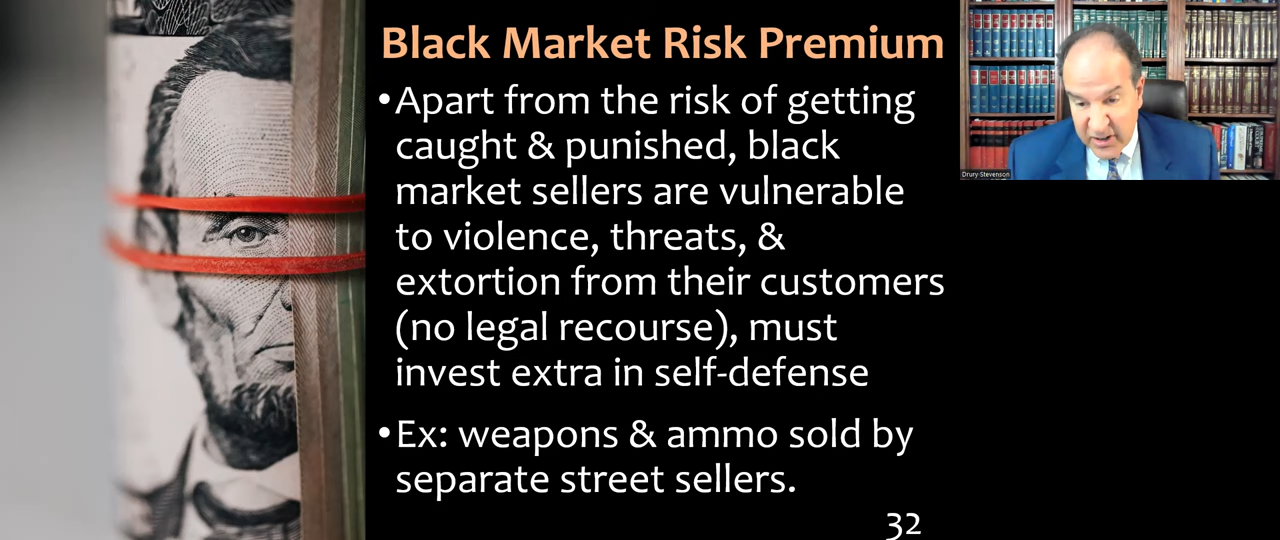 Black Market Risk Premium
•Apart from the risk of getting
caught & punished, black
market sellers are vulnerable
to violence, threats, &
extortion from their customers
(no legal recourse), must
invest extra in self-defense
•Ex: weapons & ammo sold by
separate street sellers.
32
Drury-Stevenson